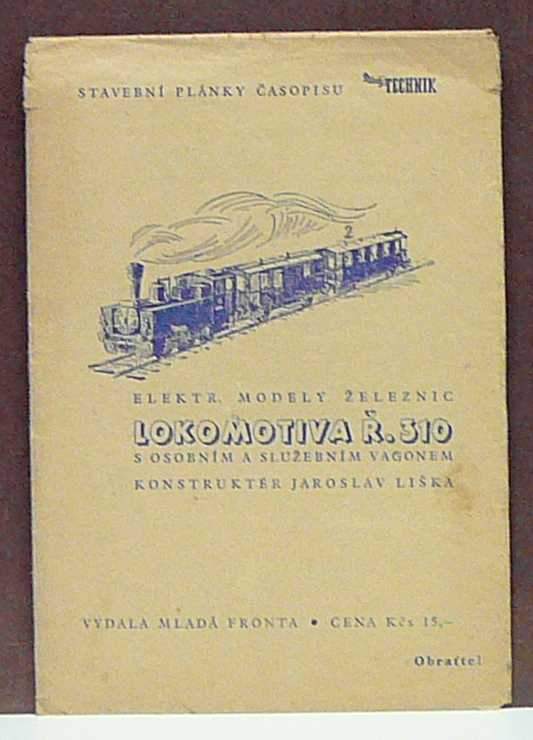 STAVEBNÍ PLÁNKY ČASOPISU TECHNIK
2
ELEKTR. MODELY ŽELEZNIC
LOKOMOTIVA Ř. 310
S OSOBNÍM A SLUŽEBNÍM VAGONEM
KONSTRUKTÉR JAROSLAV LIŠKA
VYDALA MLADÁ FRONTA • CENA Kčs 15,–
Obraťte!